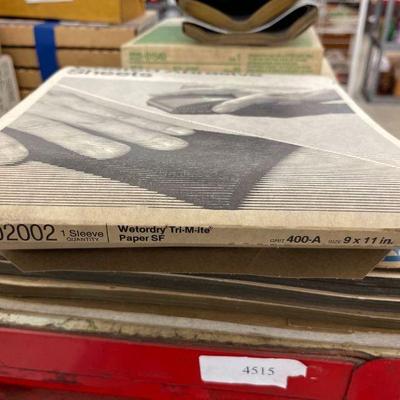 Sheets
02002 1 Sleeve QUANTITY Wetordry® Tri-M-ite® Paper SF GRIT 400-A SIZE 9 x 11 in.
4515